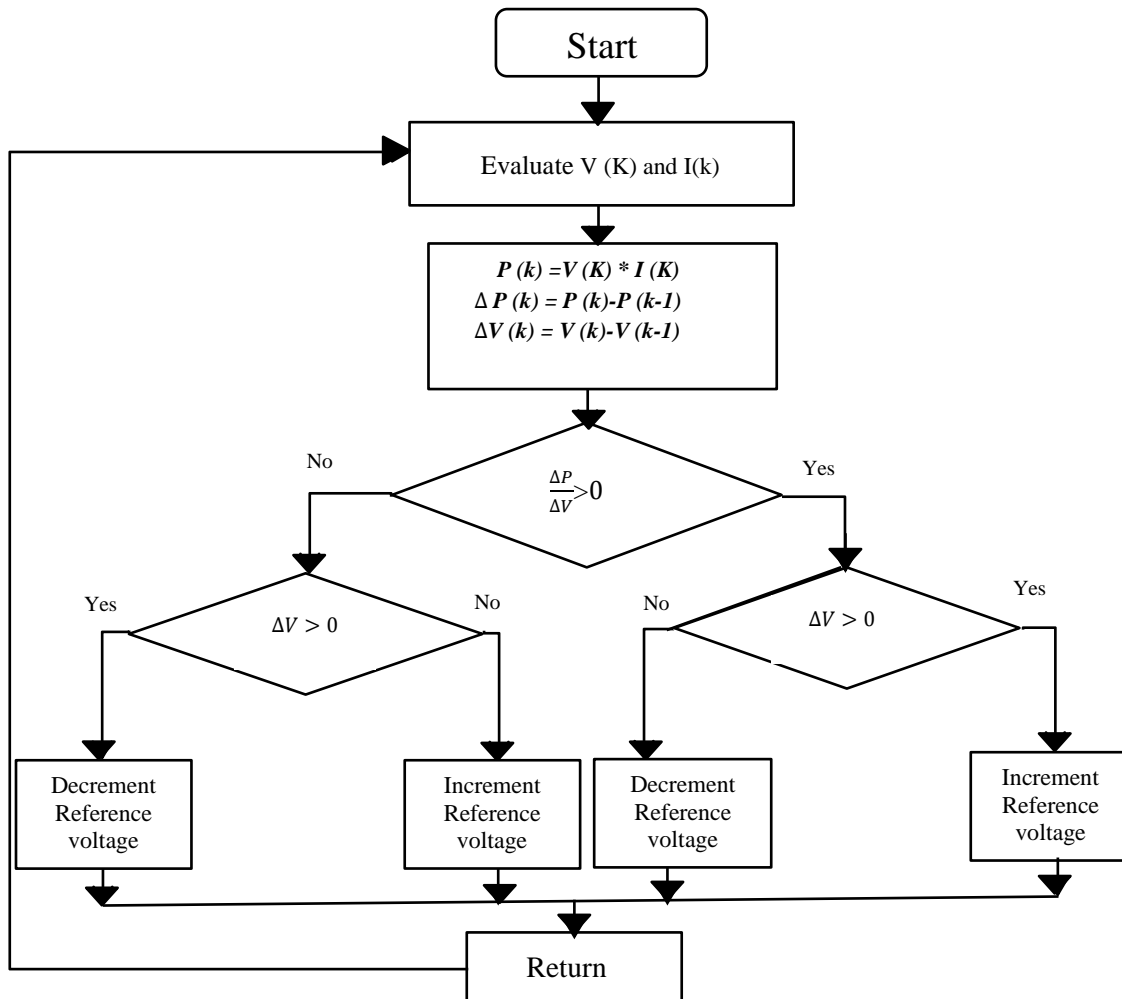 Start
Evaluate V (K) and I(k)
P (k) =V (K) * I (K)
Δ P (k) = P (k)-P (k-1)
ΔV (k) = V (k)-V (k-1)
No
Yes
ΔP
ΔV
>0
Yes
ΔV > 0
No
No
ΔV > 0
Yes
Decrement
Reference
voltage
Increment
Reference
voltage
Decrement
Reference
voltage
Increment
Reference
voltage
Return